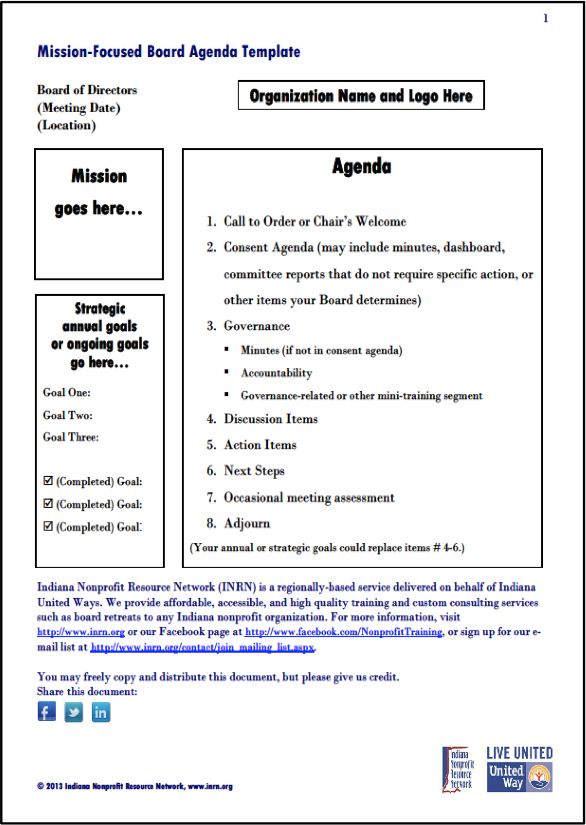 1
Mission-Focused Board Agenda Template
Board of Directors
(Meeting Date)
(Location)
Organization Name and Logo Here
Mission
goes here...
Strategic
annual goals
or ongoing goals
go here...
Goal One:
Goal Two:
Goal Three:
☑ (Completed) Goal:
☑ (Completed) Goal:
☑ (Completed) Goal:
Agenda
1. Call to Order or Chair's Welcome
2. Consent Agenda (may include minutes, dashboard,
committee reports that do not require specific action, or
other items your Board determines)
3. Governance
▪ Minutes (if not in consent agenda)
▪ Accountability
▪ Governance-related or other mini-training segment
4. Discussion Items
5. Action Items
6. Next Steps
7. Occasional meeting assessment
8. Adjourn
(Your annual or strategic goals could replace items # 4-6.)
Indiana Nonprofit Resource Network (INRN) is a regionally-based service delivered on behalf of Indiana
United Ways. We provide affordable, accessible, and high quality training and custom consulting services
such as board retreats to any Indiana nonprofit organization. For more information, visit
http://www.inrn.org or our Facebook page at http://www.facebook.com/NonprofitTraining, or sign up for our e-
mail list at http://www.inrn.org/contact/join_mailing_list.aspx.
You may freely copy and distribute this document, but please give us credit.
Share this document:
f
in
Indiana
Nonprofit
Resource
Network
LIVE UNITED
United
Way
© 2013 Indiana Nonprofit Resource Network, www.inrn.org